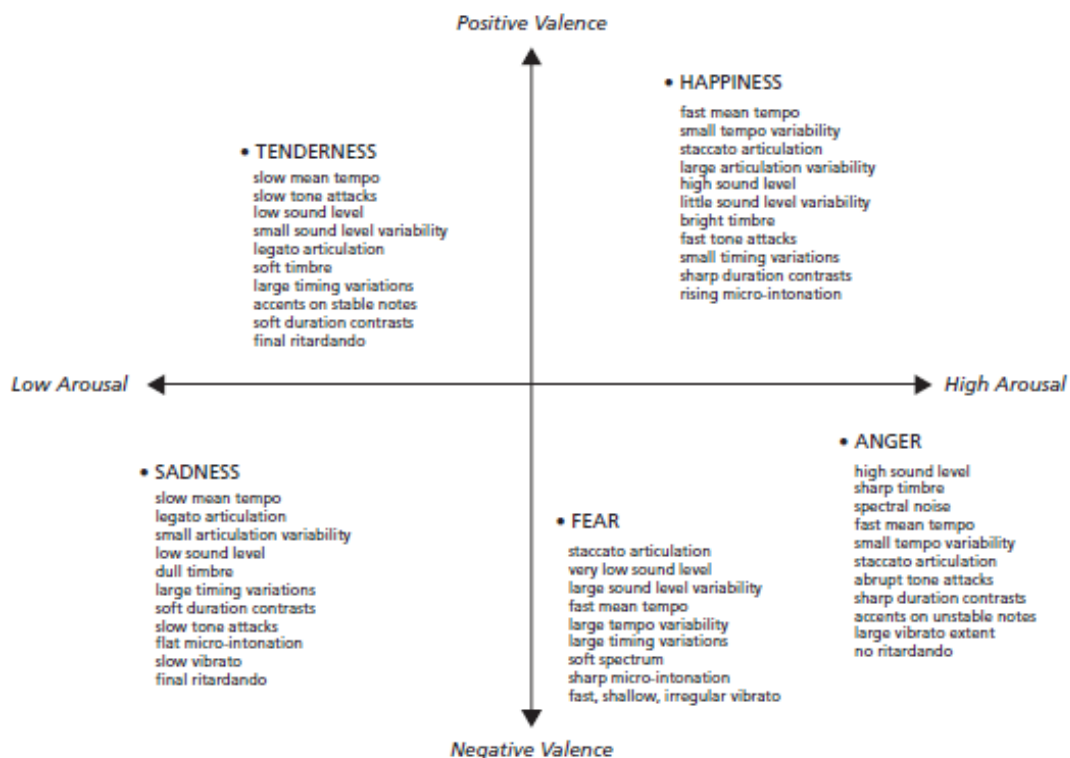 Positive Valence
• HAPPINESS
fast mean tempo
small tempo variability
staccato articulation
large articulation variability
high sound level
little sound level variability
bright timbre
fast tone attacks
small timing variations
sharp duration contrasts
rising micro-intonation
• TENDERNESS
slow mean tempo
slow tone attacks
low sound level
small sound level variability
legato articulation
soft timbre
large timing variations
accents on stable notes
soft duration contrasts
final ritardando
Low Arousal
High Arousal
• SADNESS
slow mean tempo
legato articulation
small articulation variability
low sound level
dull timbre
large timing variations
soft duration contrasts
slow tone attacks
flat micro-intonation
slow vibrato
final ritardando
• FEAR
staccato articulation
very low sound level
large sound level variability
fast mean tempo
large tempo variability
large timing variations
soft spectrum
sharp micro-intonation
fast, shallow, irregular vibrato
• ANGER
high sound level
sharp timbre
spectral noise
fast mean tempo
small tempo variability
staccato articulation
abrupt tone attacks
sharp duration contrasts
accents on unstable notes
large vibrato extent
no ritardando
Negative Valence